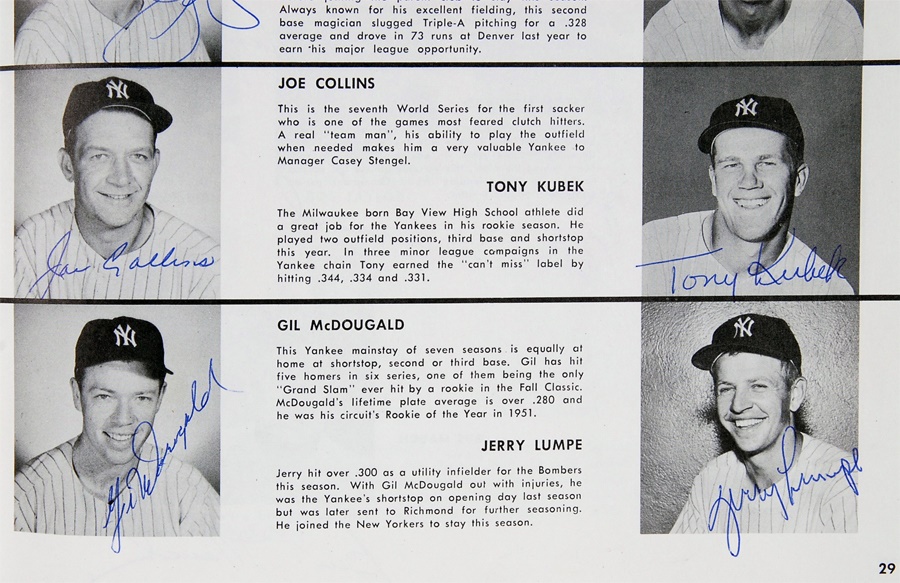 Always known for his excellent fielding, this second
base magician slugged Triple-A pitching for a .328
average and drove in 73 runs at Denver last year to
earn his major league opportunity.
NY
JOE COLLINS
This is the seventh World Series for the first sacker
who is one of the games most feared clutch hitters.
A real "team man", his ability to play the outfield
when needed makes him a very valuable Yankee to
Manager Casey Stengel.
Joe Collins
NY
TONY KUBEK
The Milwaukee born Bay View High School athlete did
a great job for the Yankees in his rookie season. He
played two outfield positions, third base and shortstop
this year. In three minor league campaigns in the
Yankee chain Tony earned the "can't miss" label by
hitting .344, .334 and .331.
Tony Kubek
NY
GIL McDOUGALD
This Yankee mainstay of seven seasons is equally at
home at shortstop, second or third base. Gil has hit
five homers in six series, one of them being the only
"Grand Slam" ever hit by a rookie in the Fall Classic.
McDougald's lifetime plate average is over .280 and
he was his circuit's Rookie of the Year in 1951.
Gil McDougald
NY
JERRY LUMPE
Jerry hit over .300 as a utility infielder for the Bombers
this season. With Gil McDougald out with injuries, he
was the Yankee's shortstop on opening day last season
but was later sent to Richmond for further seasoning.
He joined the New Yorkers to stay this season.
Jerry Lumpe
29